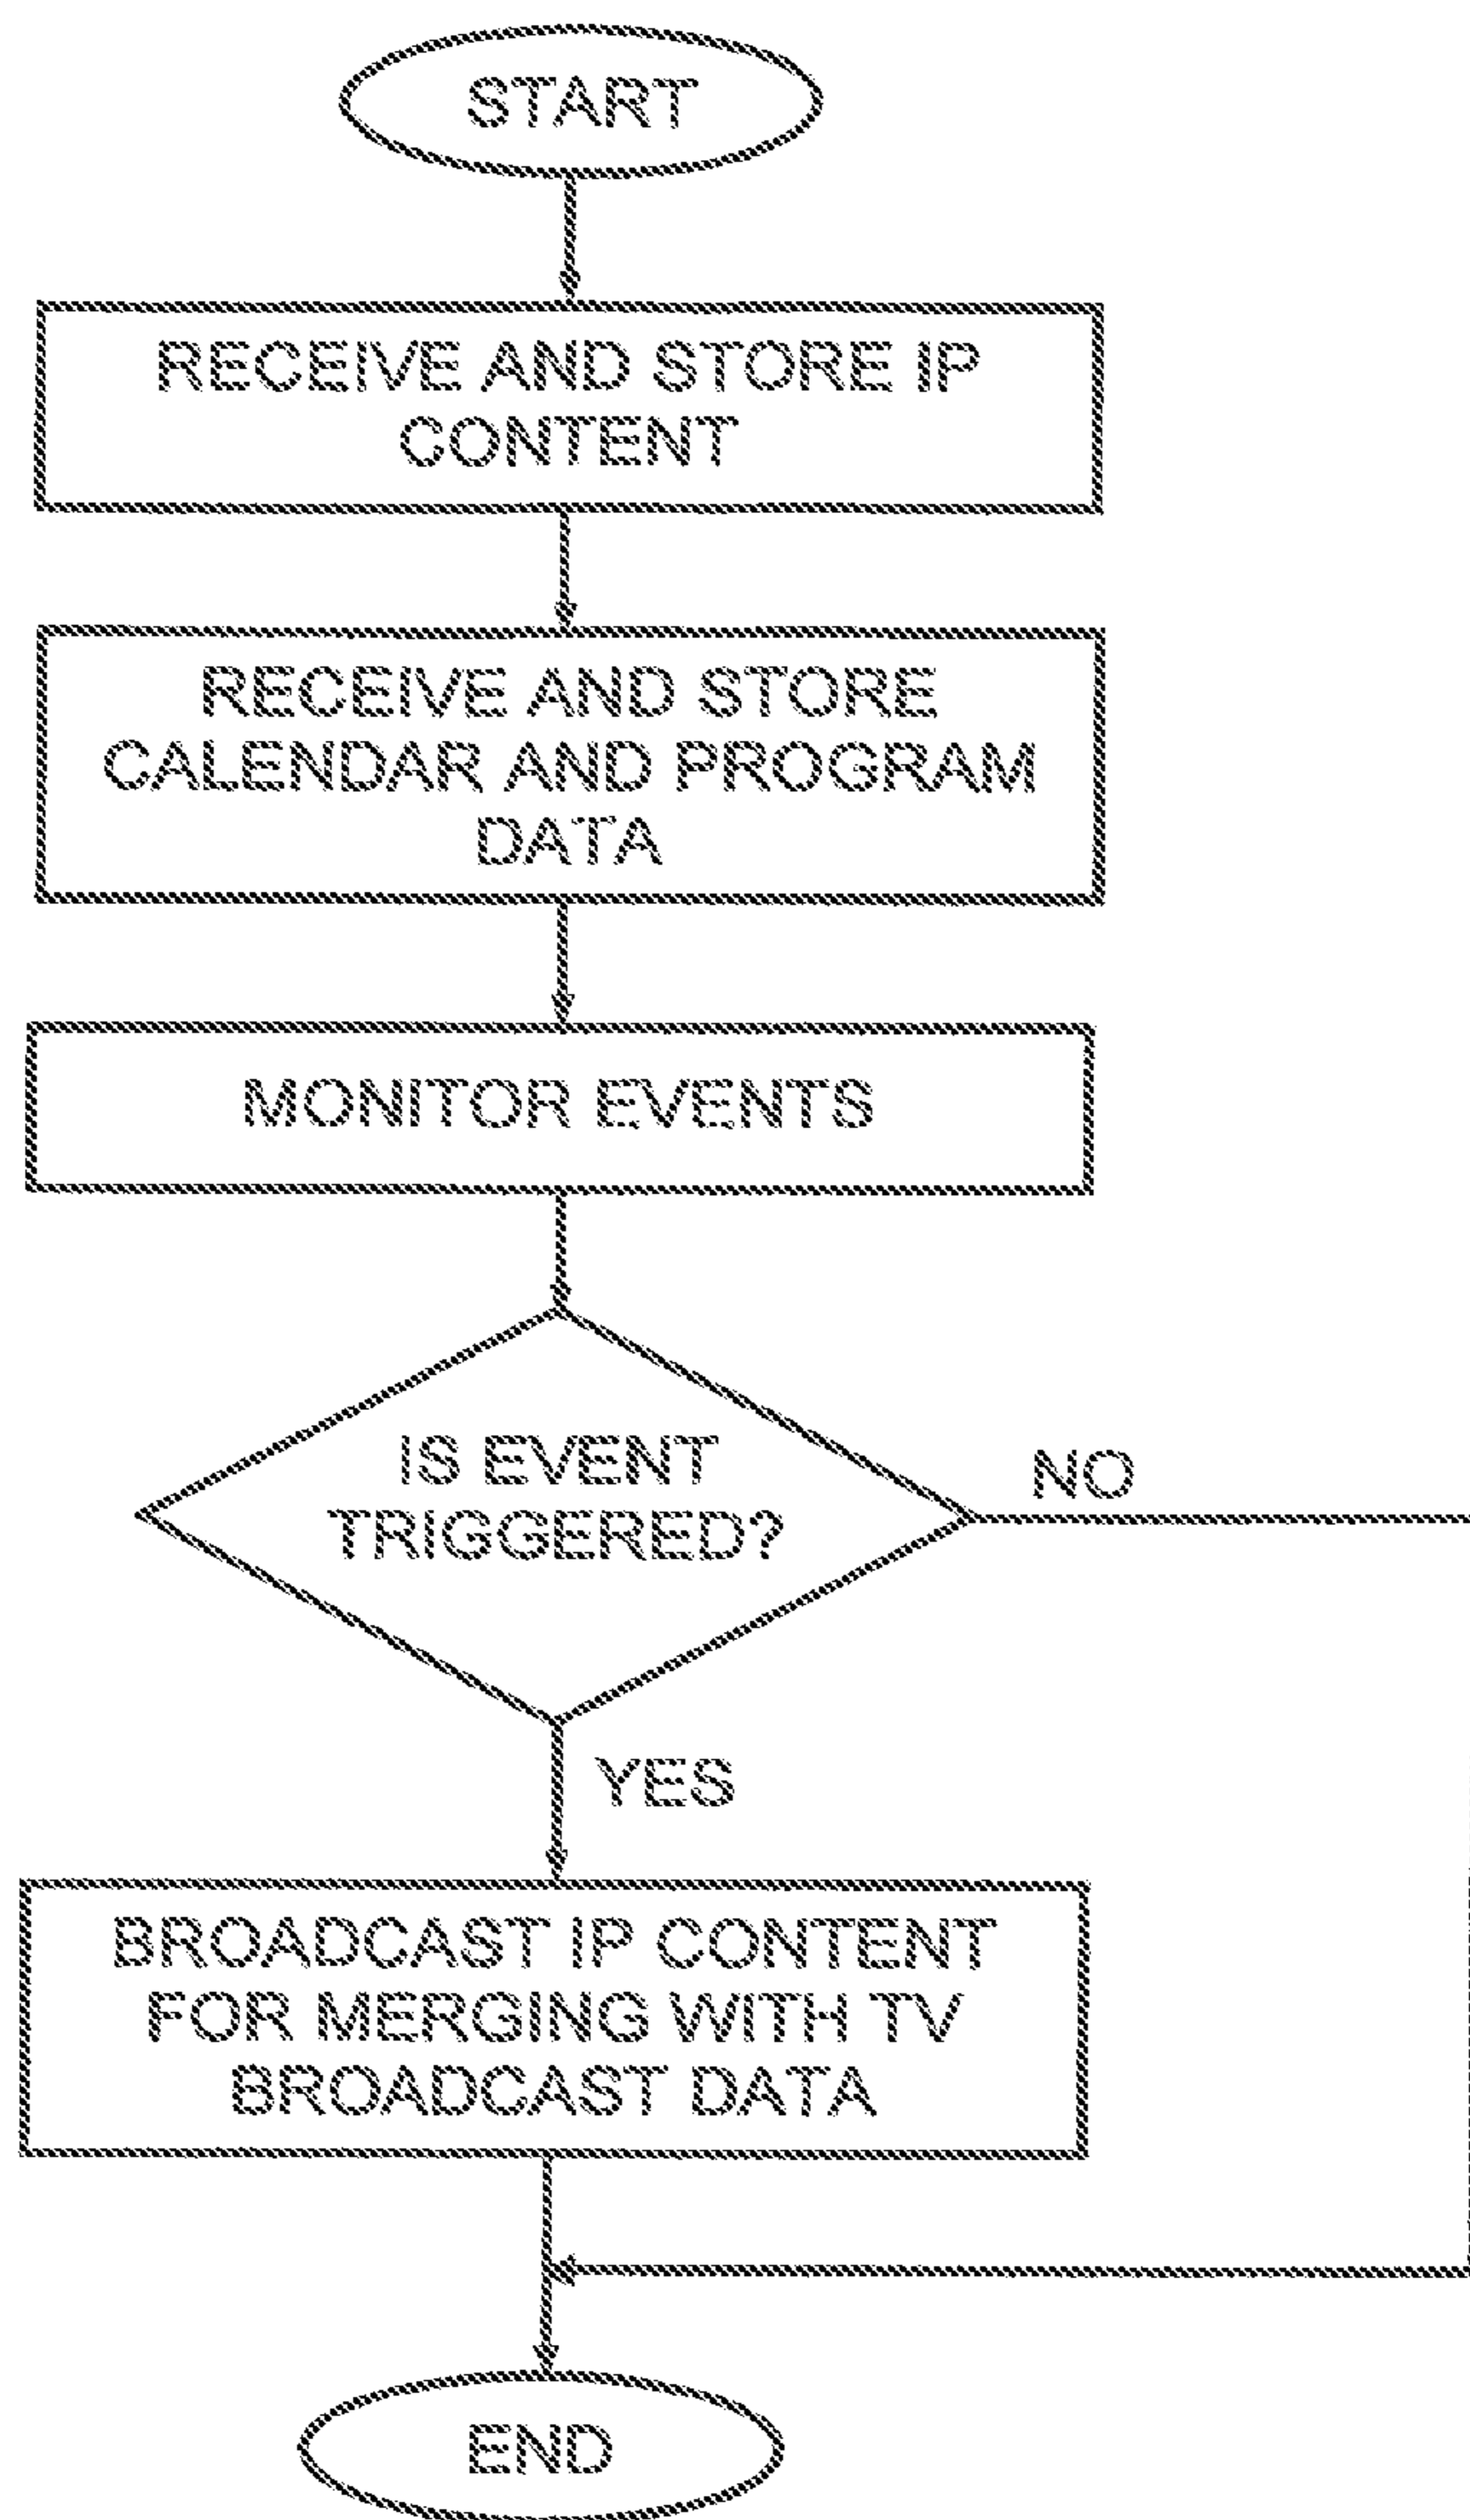 START
RECEIVE AND STORE IP
CONTENT
RECEIVE AND STORE
CALENDAR AND PROGRAM
DATA
MONITOR EVENTS
IS EVENT
TRIGGERED?
NO
YES
BROADCAST IP CONTENT
FOR MERGING WITH TV
BROADCAST DATA
END